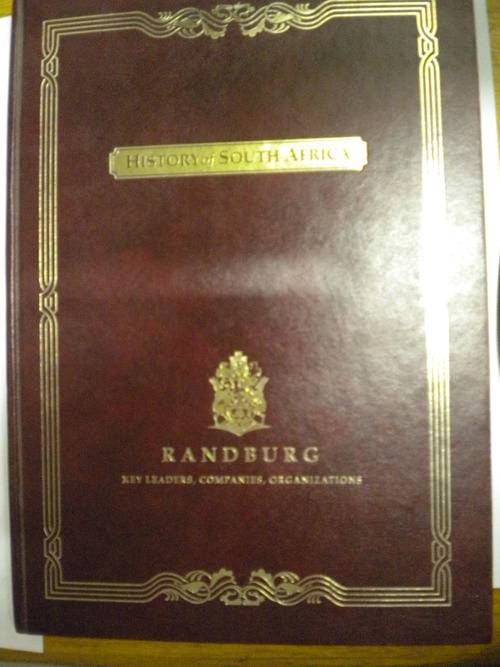 HISTORY of SOUTH AFRICA
RANDBURG
KEY LEADERS, COMPANIES, ORGANIZATIONS